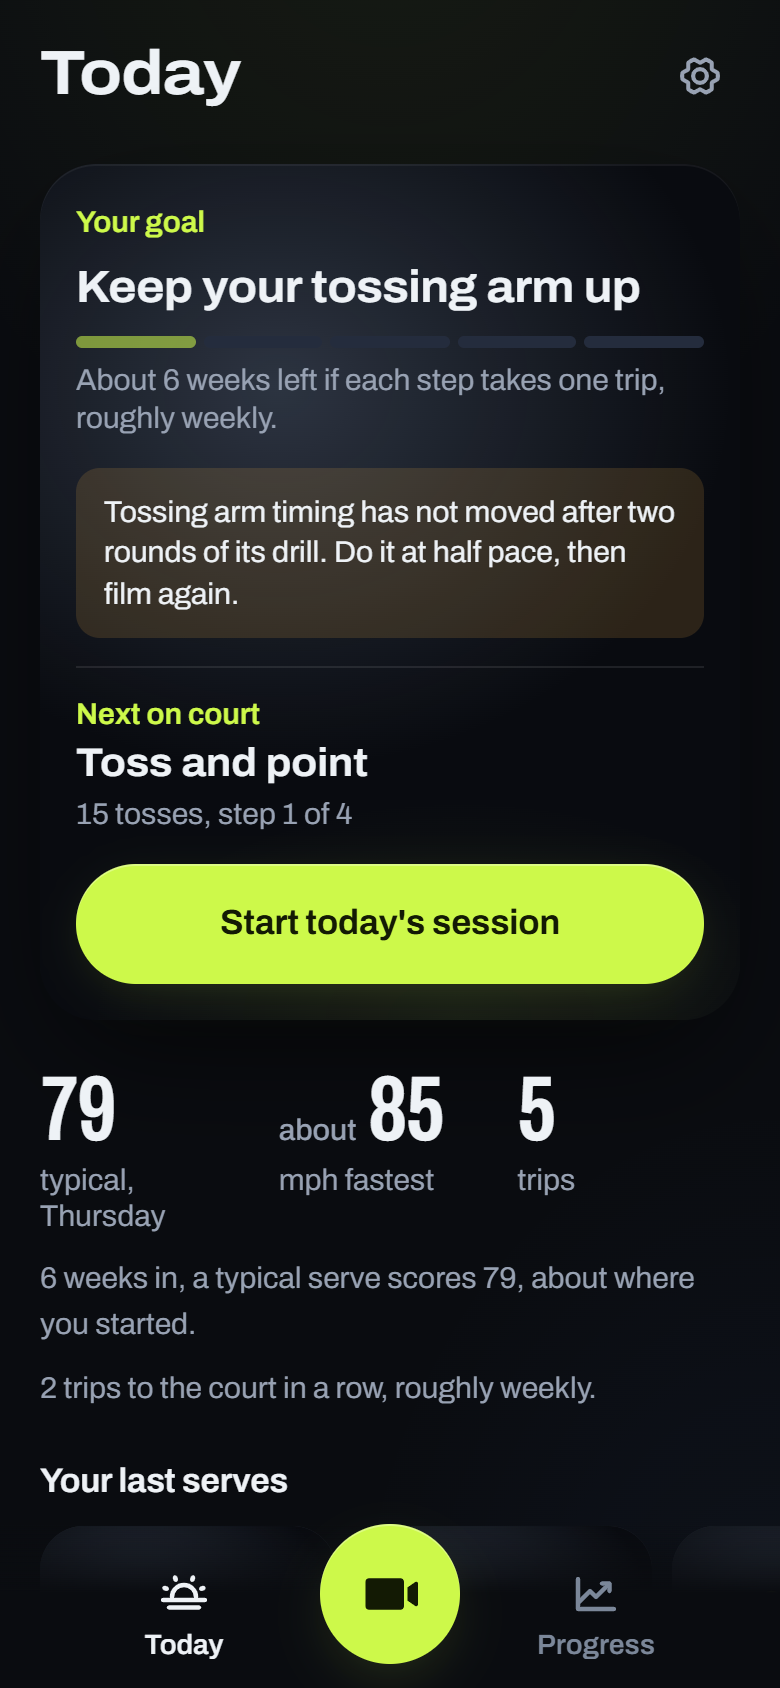 Today
Your goal
Keep your tossing arm up
About 6 weeks left if each step takes one trip,
roughly weekly.
Tossing arm timing has not moved after two
rounds of its drill. Do it at half pace, then
film again.
Next on court
Toss and point
15 tosses, step 1 of 4
Start today's session
79
typical,
Thursday
about 85
mph fastest
5
trips
6 weeks in, a typical serve scores 79, about where
you started.
2 trips to the court in a row, roughly weekly.
Your last serves
Today
Progress